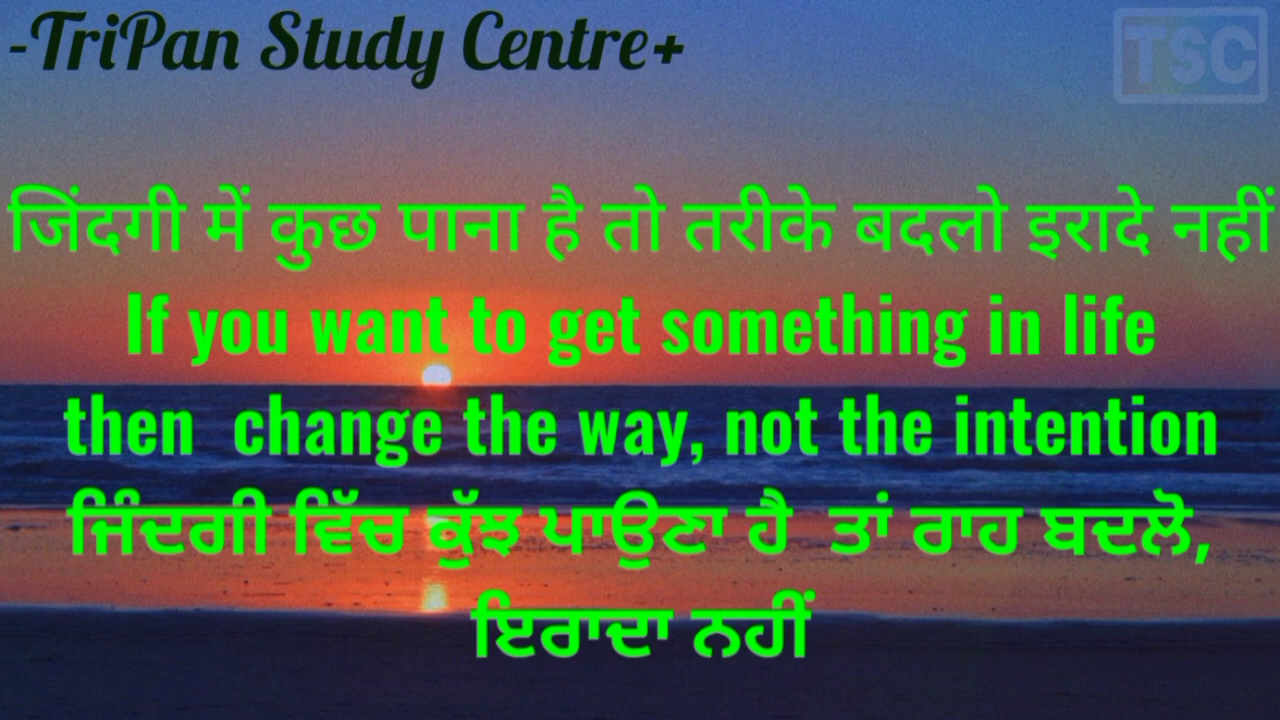 -TriPan Study Centre+
TSC
जिंदगी में कुछ पाना है तो तरीके बदलो इरादे नहीं
If you want to get something in life
then change the way, not the intention
ਜਿੰਦਗੀ ਵਿੱਚ ਕੁੱਝ ਪਾਉਣਾ ਹੈ ਤਾਂ ਰਾਹ ਬਦਲੋ,
ਇਰਾਦਾ ਨਹੀਂ